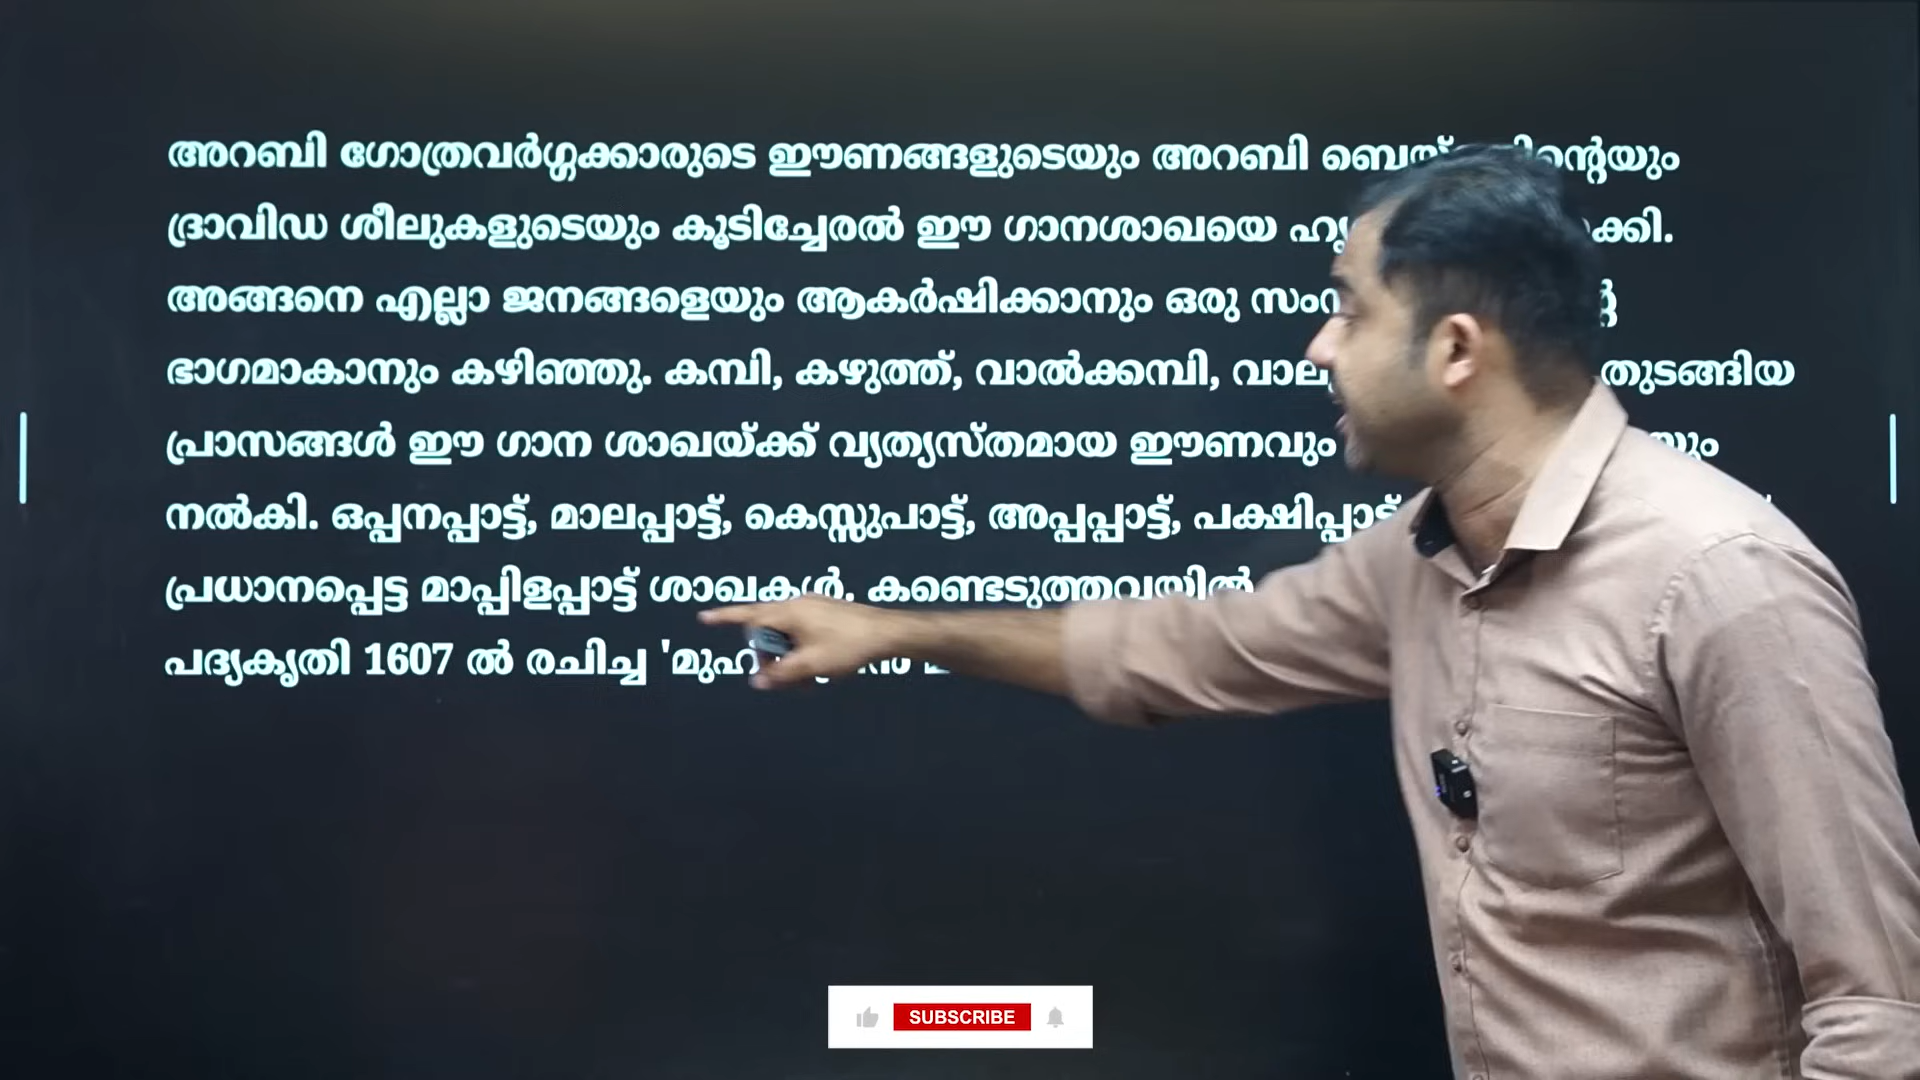 അറബി ഗോത്രവർഗ്ഗക്കാരുടെ ഈണങ്ങളുടെയും അറബി
ദ്രാവിഡ ശീലുകളുടെയും കൂടിച്ചേരൽ ഈ ഗാനശാഖയെ
അങ്ങനെ എല്ലാ ജനങ്ങളെയും ആകർഷിക്കാനും ഒരു
ഭാഗമാകാനും കഴിഞ്ഞു. കമ്പി, കഴുത്ത്, വാൽക്കമ്പി, തുടങ്ങിയ
പ്രാസങ്ങൾ ഈ ഗാന ശാഖയ്ക്ക് വ്യത്യസ്തമായ ഈണവും
നൽകി. ഒപ്പനപ്പാട്ട്, മാലപ്പാട്ട്, കെസ്സുപാട്ട്, അപ്പപ്പാട്ട്, പക്ഷിപ്പാട്ട്
പ്രധാനപ്പെട്ട മാപ്പിളപ്പാട്ട് ശാഖകൾ. കണ്ടെടുത്തവയിൽ
പദ്യകൃതി 1607 ൽ രചിച്ച
SUBSCRIBE